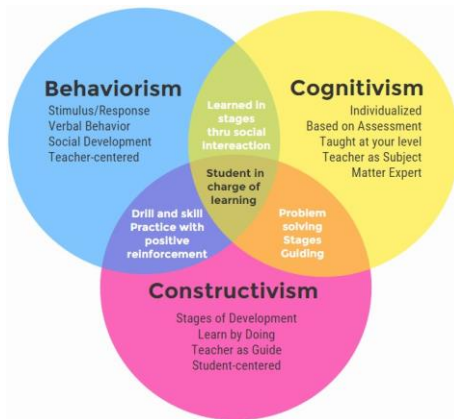 Behaviorism
Stimulus/Response
Verbal Behavior
Social Development
Teacher-centered
Learned in
stages
thru social
Intereaction
Cognitivism
Individualized
Based on Assessment
Taught at your level
Teacher as Subject
Matter Expert
Student in
charge of
learning
Drill and skill
Practice with
positive
reinforcement
Problem
solving
Stages
Guiding
Constructivism
Stages of Development
Learn by Doing
Teacher as Guide
Student-centered